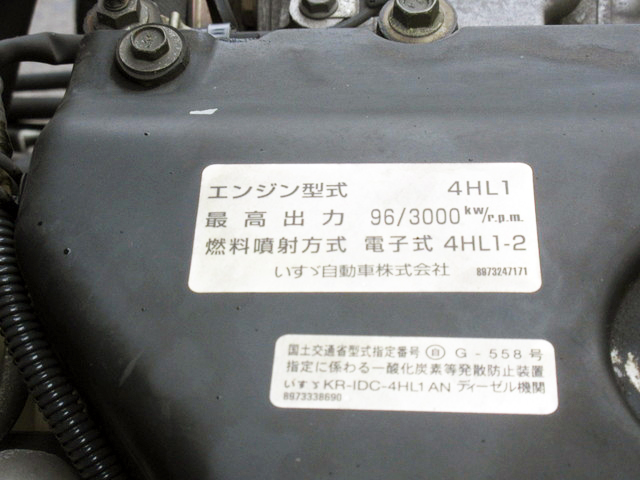 エンジン型式 4HL1
最高出力 96/3000 kw/r.p.m.
燃料噴射方式 電子式 4HL1-2
いすゞ自動車株式会社 8973247171
国土交通省型式指定番号 自 G-558号
指定に係わる一酸化炭素等発散防止装置
いすゞ KR-IDC-4HL1AN ディーゼル機関
8973338690